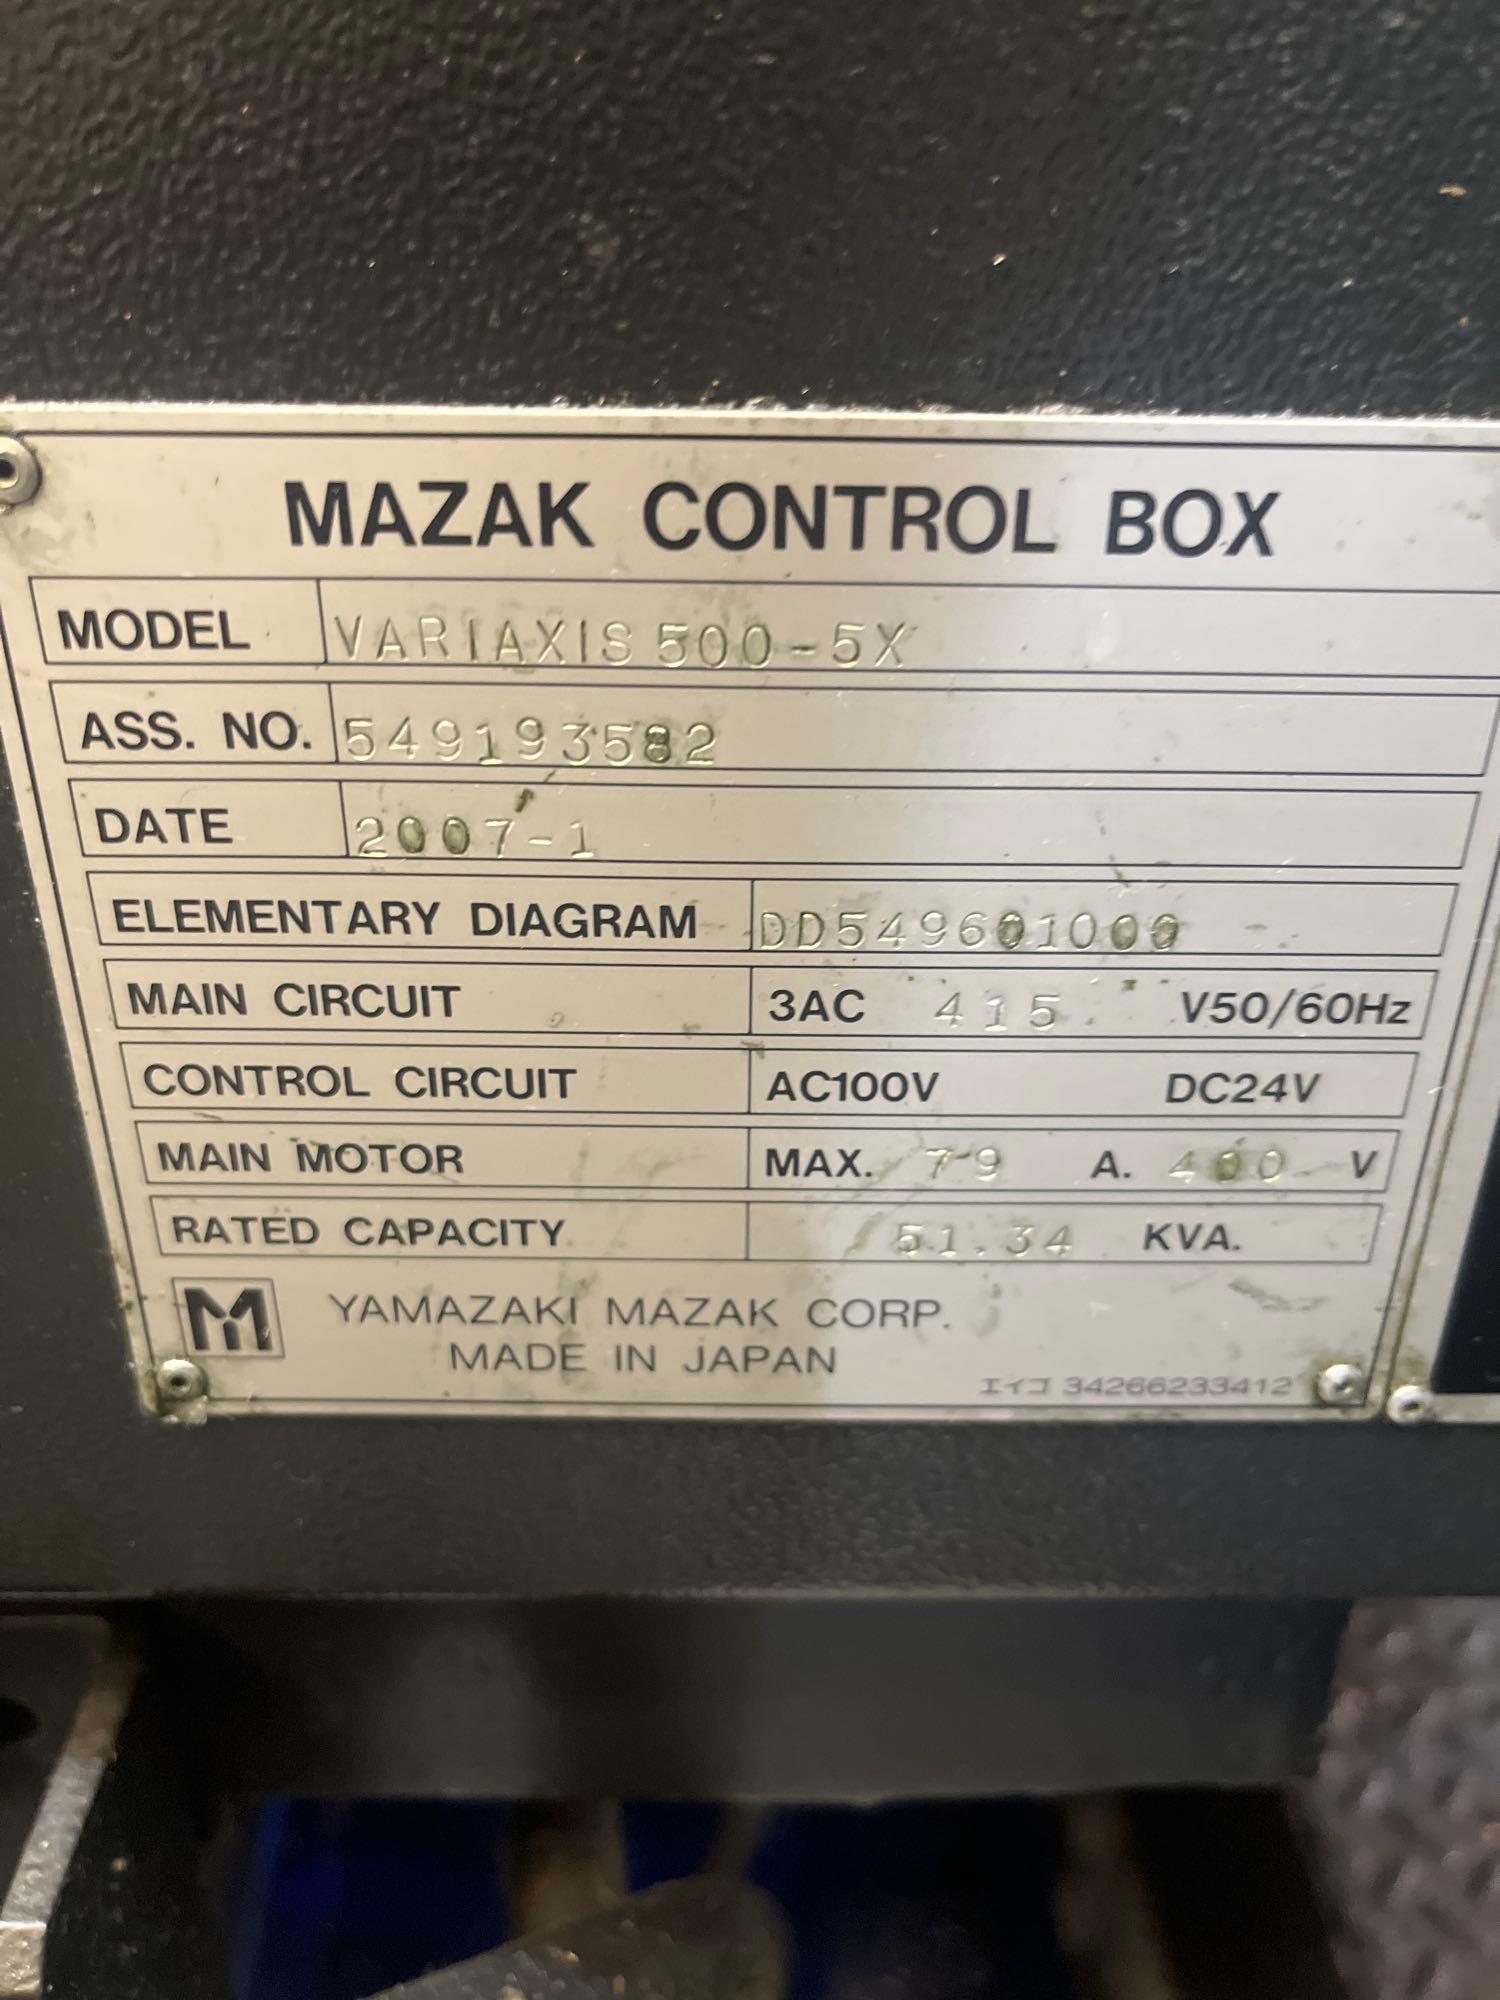 MAZAK CONTROL BOX
MODEL VARIAXIS 500-5X
ASS. NO. 549193582
DATE 2007-1
ELEMENTARY DIAGRAM DD549601000
MAIN CIRCUIT 3AC 415 V50/60Hz
CONTROL CIRCUIT AC100V DC24V
MAIN MOTOR MAX. 79 A. 400 V
RATED CAPACITY 51.34 KVA.
M YAMAZAKI MAZAK CORP.
MADE IN JAPAN
エイコ 34266233412